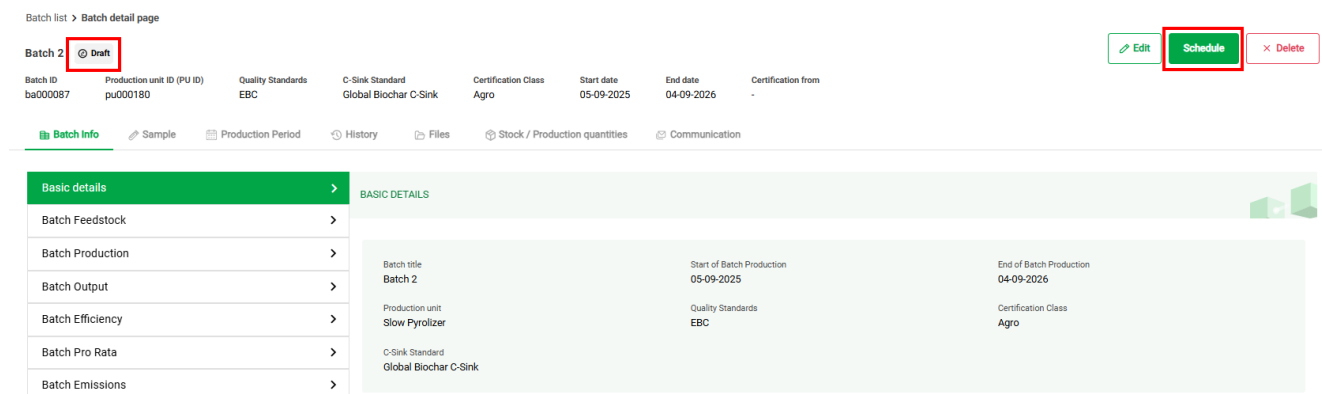 Batch list > Batch detail page
Batch 2 Draft
Edit Schedule × Delete
Batch ID Production unit ID (PU ID) Quality Standards C-Sink Standard Certification Class Start date End date Certification from
ba000087 pu000180 EBC Global Biochar C-Sink Agro 05-09-2025 04-09-2026 -
Batch Info Sample Production Period History Files Stock / Production quantities Communication
Basic details
Batch Feedstock
Batch Production
Batch Output
Batch Efficiency
Batch Pro Rata
Batch Emissions
BASIC DETAILS
Batch title Start of Batch Production End of Batch Production
Batch 2 05-09-2025 04-09-2026
Production unit Quality Standards Certification Class
Slow Pyrolizer EBC Agro
C-Sink Standard
Global Biochar C-Sink